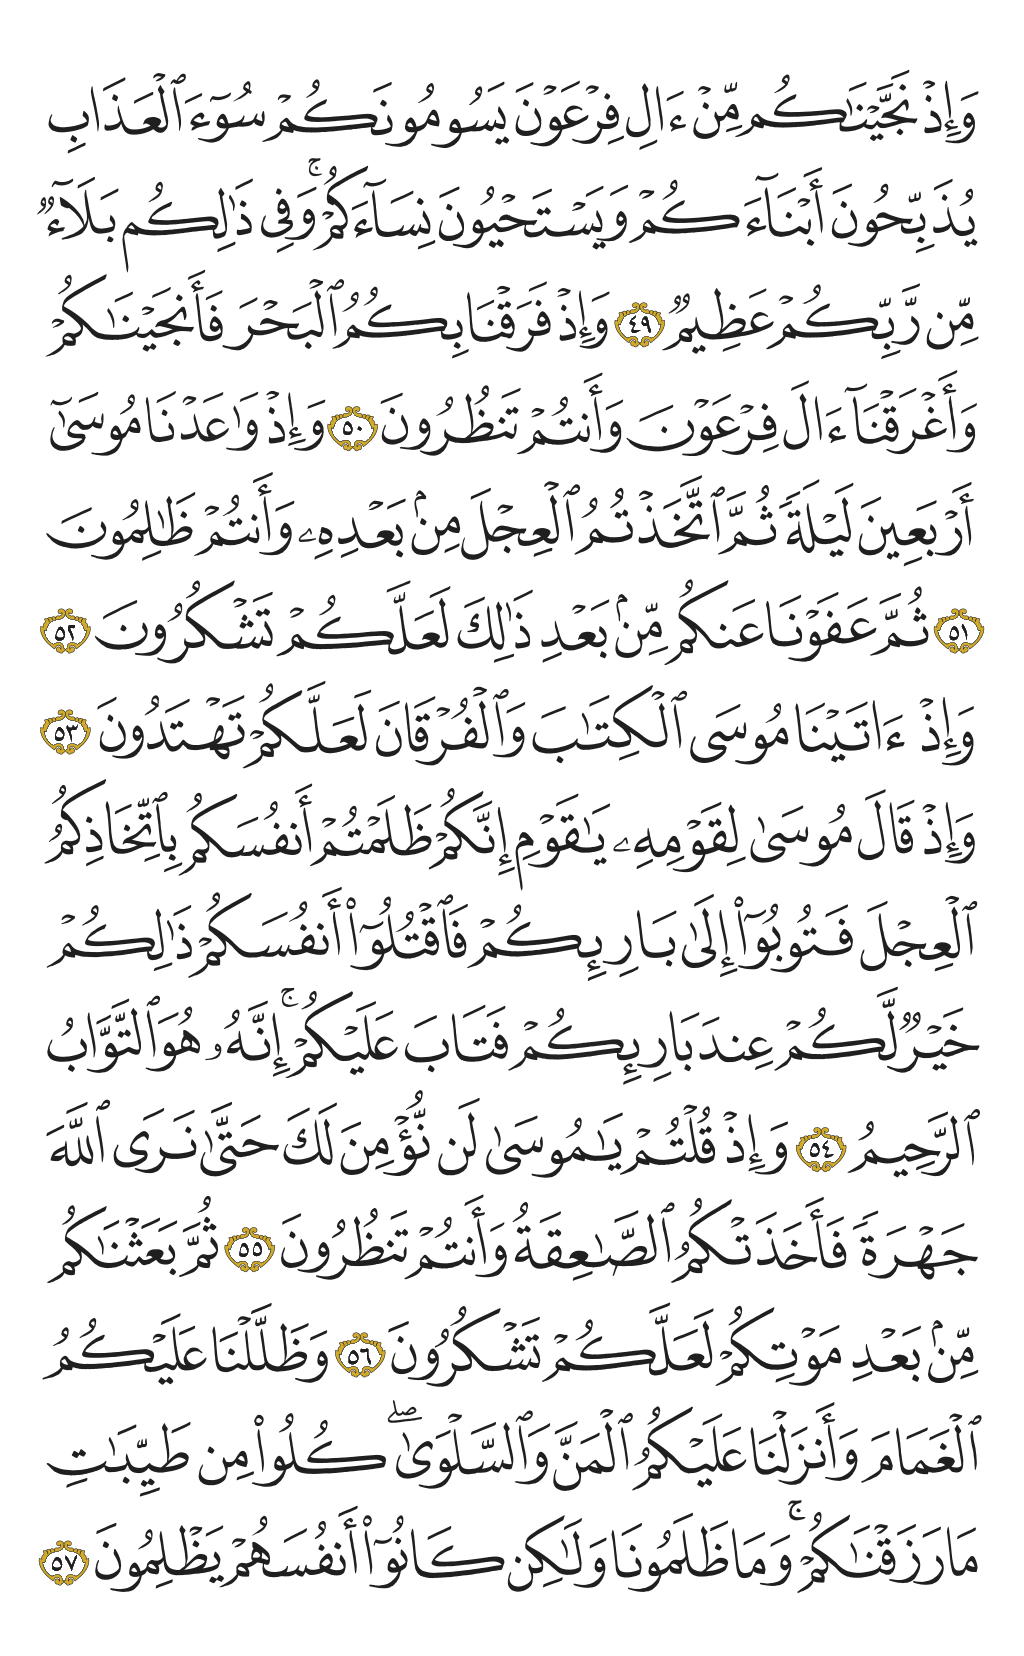 وَإِذْ نَجَّيْنَـٰكُم مِّنْ ءَالِ فِرْعَوْنَ يَسُومُونَكُمْ سُوٓءَ ٱلْعَذَابِ
يُذَبِّحُونَ أَبْنَآءَكُمْ وَيَسْتَحْيُونَ نِسَآءَكُمْ ۚ وَفِى ذَٰلِكُم بَلَآءٌ
مِّن رَّبِّكُمْ عَظِيمٌ ٤٩ وَإِذْ فَرَقْنَا بِكُمُ ٱلْبَحْرَ فَأَنجَيْنَـٰكُمْ
وَأَغْرَقْنَآ ءَالَ فِرْعَوْنَ وَأَنتُمْ تَنظُرُونَ ٥٠ وَإِذْ وَٰعَدْنَا مُوسَىٰٓ
أَرْبَعِينَ لَيْلَةً ثُمَّ ٱتَّخَذْتُمُ ٱلْعِجْلَ مِنۢ بَعْدِهِۦ وَأَنتُمْ ظَـٰلِمُونَ
٥١ ثُمَّ عَفَوْنَا عَنكُم مِّنۢ بَعْدِ ذَٰلِكَ لَعَلَّكُمْ تَشْكُرُونَ ٥٢
وَإِذْ ءَاتَيْنَا مُوسَى ٱلْكِتَـٰبَ وَٱلْفُرْقَانَ لَعَلَّكُمْ تَهْتَدُونَ ٥٣
وَإِذْ قَالَ مُوسَىٰ لِقَوْمِهِۦ يَـٰقَوْمِ إِنَّكُمْ ظَلَمْتُمْ أَنفُسَكُم بِٱتِّخَاذِكُمُ
ٱلْعِجْلَ فَتُوبُوٓا۟ إِلَىٰ بَارِئِكُمْ فَٱقْتُلُوٓا۟ أَنفُسَكُمْ ذَٰلِكُمْ
خَيْرٌ لَّكُمْ عِندَ بَارِئِكُمْ فَتَابَ عَلَيْكُمْ ۚ إِنَّهُۥ هُوَ ٱلتَّوَّابُ
ٱلرَّحِيمُ ٥٤ وَإِذْ قُلْتُمْ يَـٰمُوسَىٰ لَن نُّؤْمِنَ لَكَ حَتَّىٰ نَرَى ٱللَّهَ
جَهْرَةً فَأَخَذَتْكُمُ ٱلصَّـٰعِقَةُ وَأَنتُمْ تَنظُرُونَ ٥٥ ثُمَّ بَعَثْنَـٰكُم
مِّنۢ بَعْدِ مَوْتِكُمْ لَعَلَّكُمْ تَشْكُرُونَ ٥٦ وَظَلَّلْنَا عَلَيْكُمُ
ٱلْغَمَامَ وَأَنزَلْنَا عَلَيْكُمُ ٱلْمَنَّ وَٱلسَّلْوَىٰ ۖ كُلُوا۟ مِن طَيِّبَـٰتِ
مَا رَزَقْنَـٰكُمْ ۚ وَمَا ظَلَمُونَا وَلَـٰكِن كَانُوٓا۟ أَنفُسَهُمْ يَظْلِمُونَ ٥٧